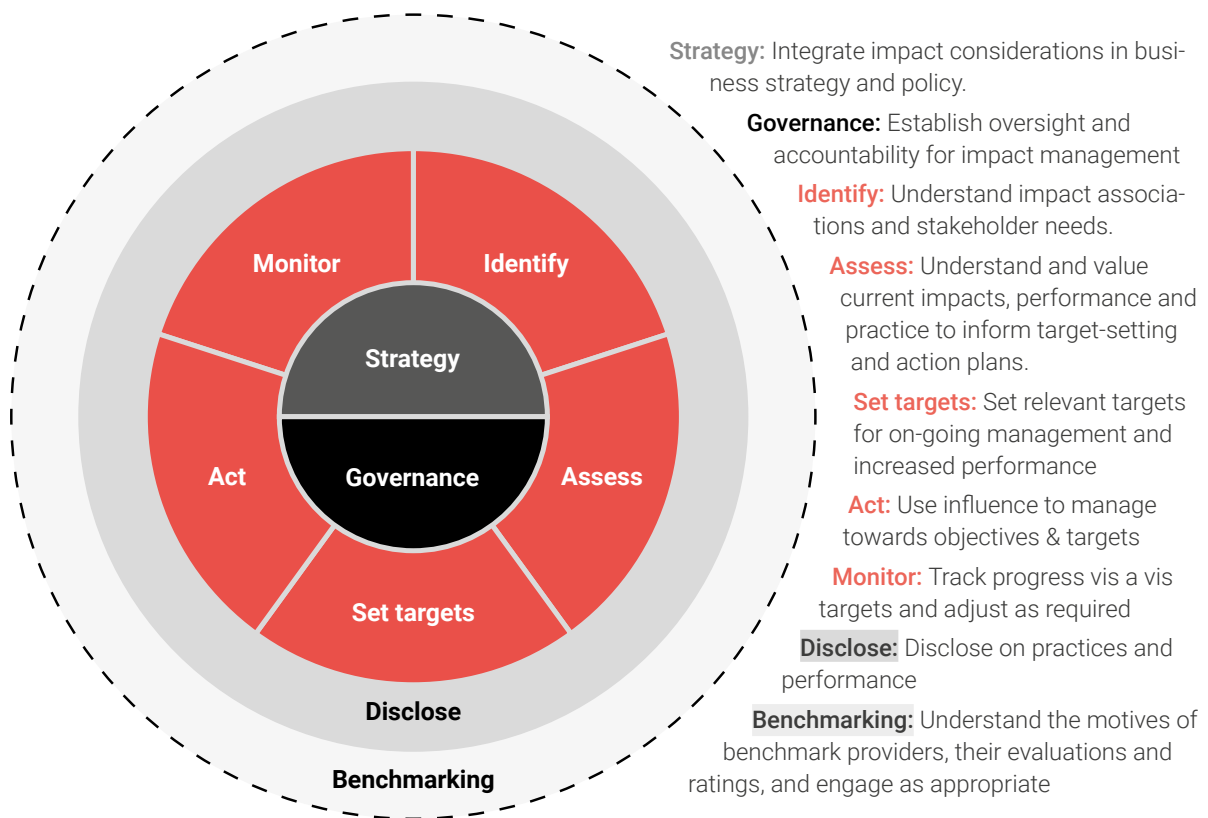 Monitor
Identify
Strategy
Act
Governance
Assess
Set targets
Disclose
Benchmarking
Strategy: Integrate impact considerations in busi-
ness strategy and policy.
Governance: Establish oversight and
accountability for impact management
Identify: Understand impact associa-
tions and stakeholder needs.
Assess: Understand and value
current impacts, performance and
practice to inform target-setting
and action plans.
Set targets: Set relevant targets
for on-going management and
increased performance
Act: Use influence to manage
towards objectives & targets
Monitor: Track progress vis a vis
targets and adjust as required
Disclose: Disclose on practices and
performance
Benchmarking: Understand the motives of
benchmark providers, their evaluations and
ratings, and engage as appropriate